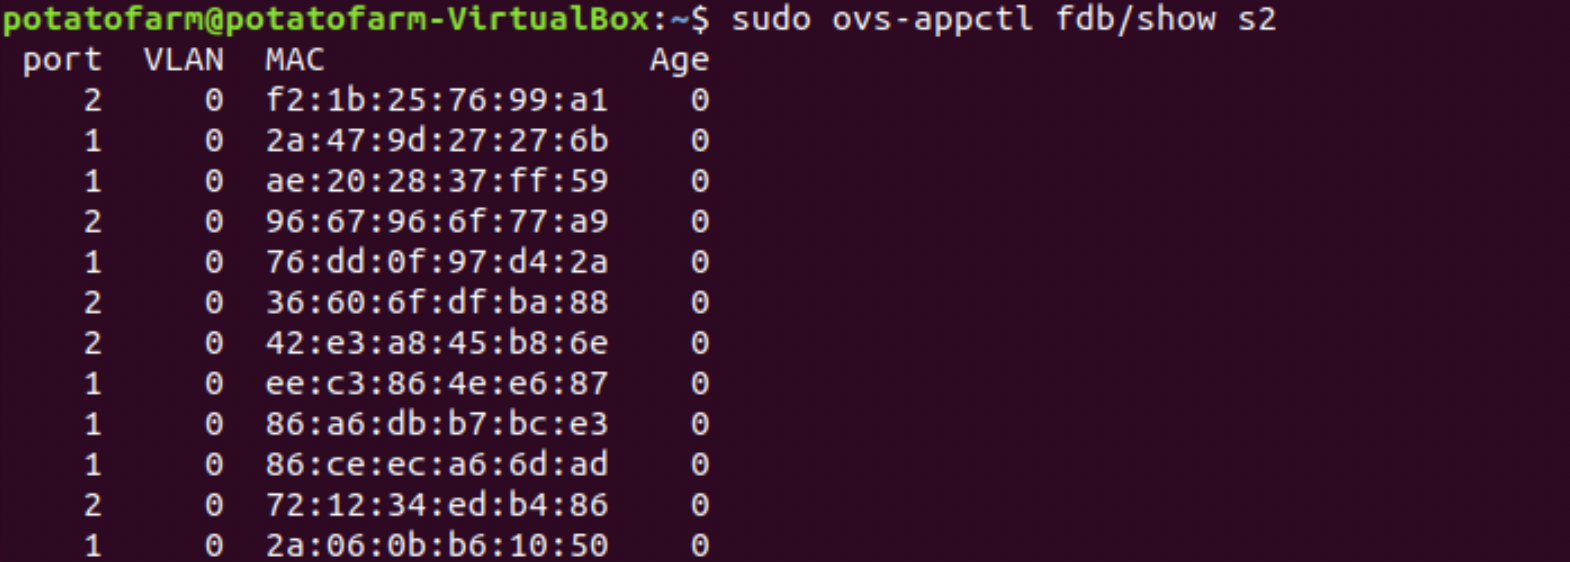 potatofarm@potatofarm-VirtualBox:~$ sudo ovs-appctl fdb/show s2
port VLAN MAC Age
2 0 f2:1b:25:76:99:a1 0
1 0 2a:47:9d:27:27:6b 0
1 0 ae:20:28:37:ff:59 0
2 0 96:67:96:6f:77:a9 0
1 0 76:dd:0f:97:d4:2a 0
2 0 36:60:6f:df:ba:88 0
2 0 42:e3:a8:45:b8:6e 0
1 0 ee:c3:86:4e:e6:87 0
1 0 86:a6:db:b7:bc:e3 0
1 0 86:ce:ec:a6:6d:ad 0
2 0 72:12:34:ed:b4:86 0
1 0 2a:06:0b:b6:10:50 0